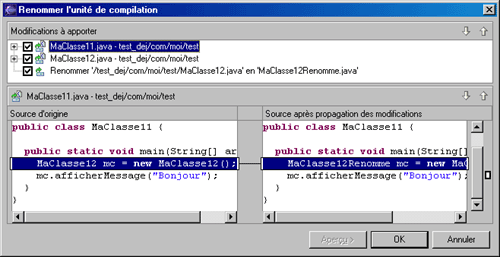 Renommer l'unité de compilation
Modifications à apporter
MaClasse11.java - test_dej/com/moi/test
MaClasse11.java - test_dej/com/moi/test
Renommer '/test_dej/com/moi/test/MaClasse12.java' en 'MaClasse12Renomme.java'
MaClasse11.java - test_dej/com/moi/test
Source d'origine
Source après propagation des modifications
public class MaClasse11 {
public static void main(String[] ar
MaClasse12 mc = new MaClasse12();
mc.afficherMessage("Bonjour");
}
}
public class MaClasse11 {
public static void main(Strin
MaClasse12Renomme mc = new MaC
mc.afficherMessage("Bonjour");
}
}
Aperçu >
OK
Annuler